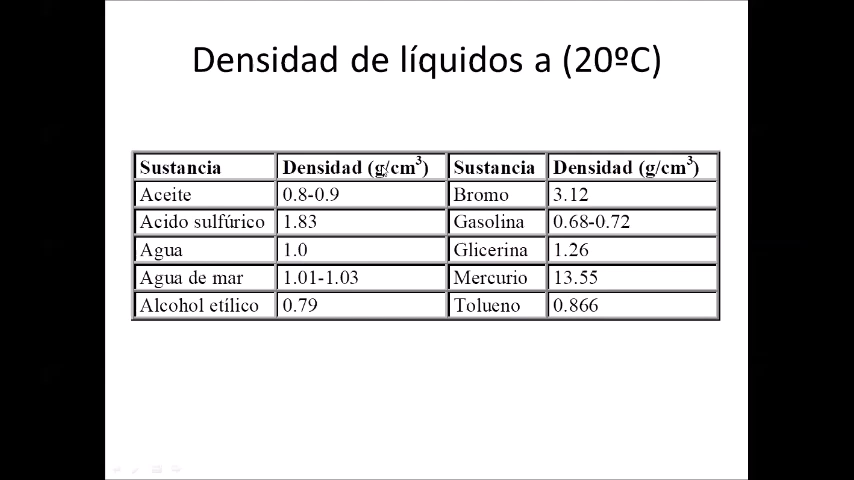 Densidad de líquidos a (20ºC)
Sustancia Densidad (g/cm³) Sustancia Densidad (g/cm³)
Aceite 0.8-0.9 Bromo 3.12
Acido sulfúrico 1.83 Gasolina 0.68-0.72
Agua 1.0 Glicerina 1.26
Agua de mar 1.01-1.03 Mercurio 13.55
Alcohol etílico 0.79 Tolueno 0.866